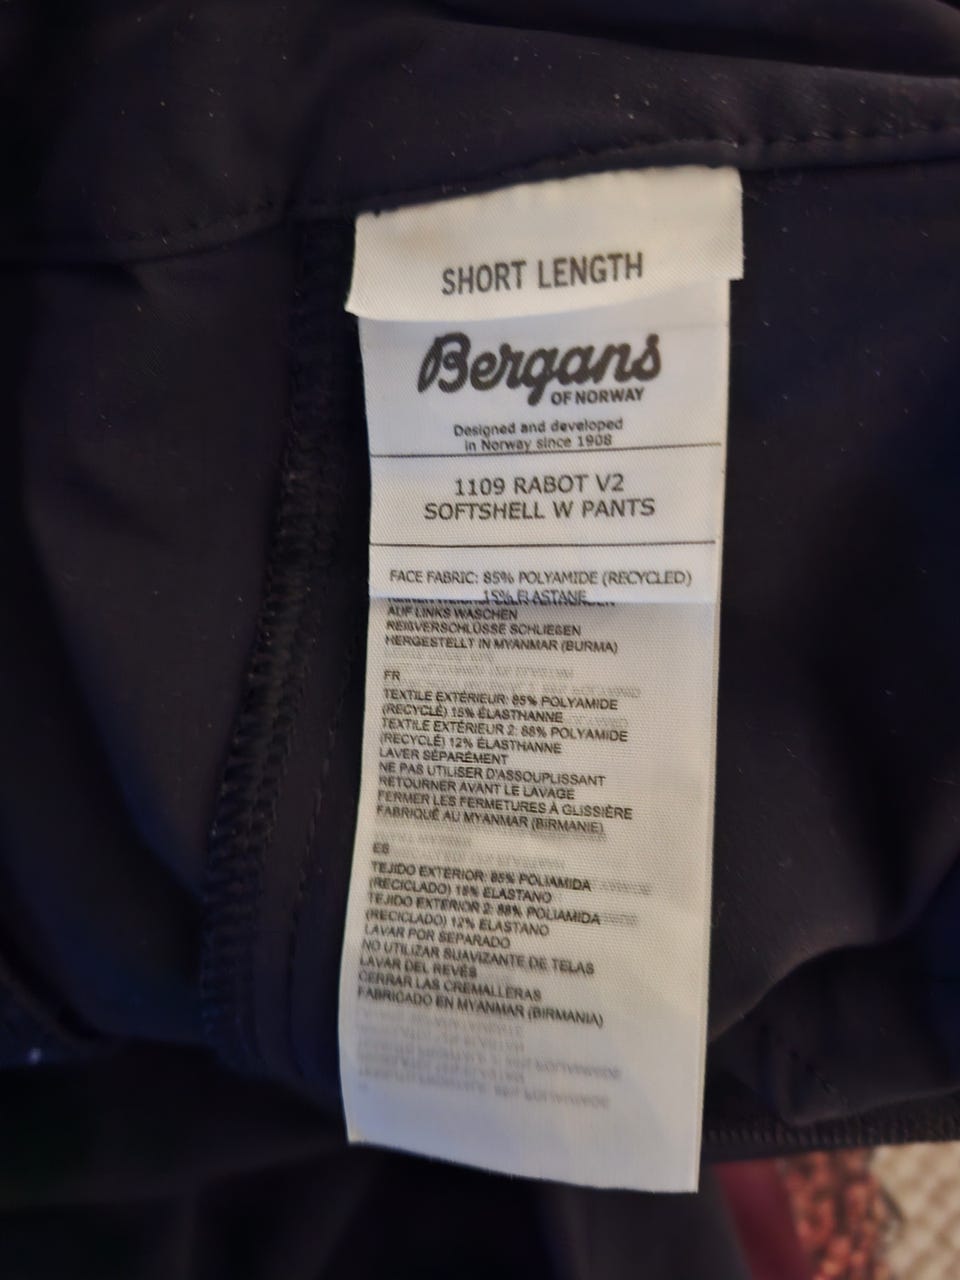 SHORT LENGTH
Bergans
OF NORWAY
Designed and developed
in Norway since 1908
1109 RABOT V2
SOFTSHELL W PANTS
FACE FABRIC: 85% POLYAMIDE (RECYCLED)
15% ELASTANE
AUF LINKS WASCHEN
REIßVERSCHLÜSSE SCHLIEßEN
HERGESTELLT IN MYANMAR (BURMA)
FR
TEXTILE EXTÉRIEUR: 85% POLYAMIDE
(RECYCLÉ) 15% ÉLASTHANNE
TEXTILE EXTÉRIEUR 2: 88% POLYAMIDE
(RECYCLÉ) 12% ÉLASTHANNE
LAVER SÉPARÉMENT
NE PAS UTILISER D'ASSOUPLISSANT
RETOURNER AVANT LE LAVAGE
FERMER LES FERMETURES À GLISSIÈRE
FABRIQUÉ AU MYANMAR (BIRMANIE)
ES
TEJIDO EXTERIOR: 85% POLIAMIDA
(RECICLADO) 15% ELASTANO
TEJIDO EXTERIOR 2: 88% POLIAMIDA
(RECICLADO) 12% ELASTANO
LAVAR POR SEPARADO
NO UTILIZAR SUAVIZANTE DE TELAS
LAVAR DEL REVÉS
CERRAR LAS CREMALLERAS
FABRICADO EN MYANMAR (BIRMANIA)